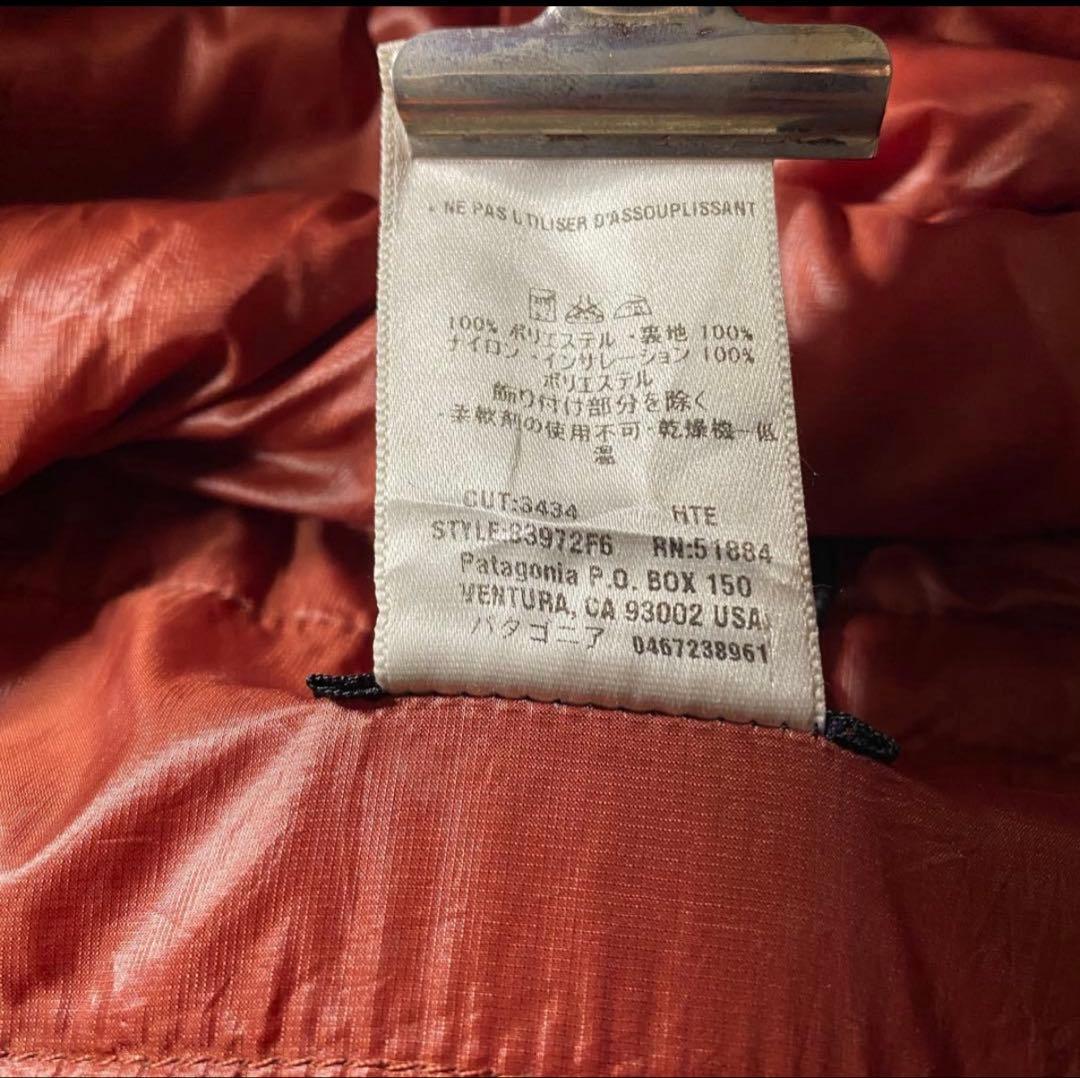 · NE PAS UTILISER D'ASSOUPLISSANT
100% ポリエステル ・裏地 100%
ナイロン ・インサレーション 100%
ポリエステル
飾り付け部分を除く
・柔軟剤の使用不可・乾燥機ー低
温
CUT:3434 HTE
STYLE:83972F6 RN:51884
Patagonia P.O. BOX 150
VENTURA, CA 93002 USA
パタゴニア 0467238961